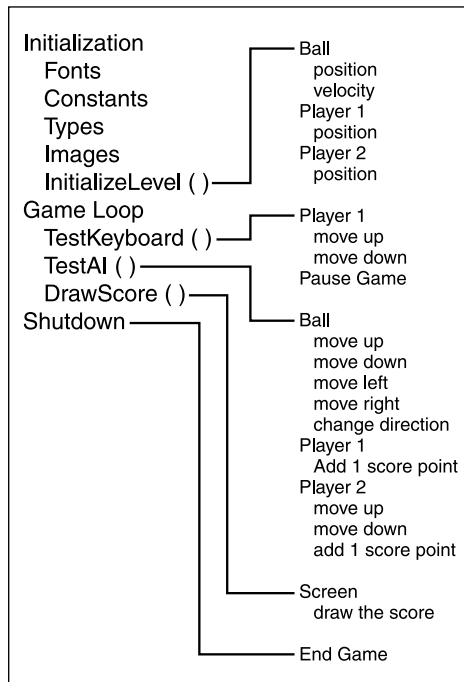 Initialization
Fonts
Constants
Types
Images
InitializeLevel ( )
Game Loop
TestKeyboard ( )
TestAI ( )
DrawScore ( )
Shutdown
Ball
position
velocity
Player 1
position
Player 2
position
Player 1
move up
move down
Pause Game
Ball
move up
move down
move left
move right
change direction
Player 1
Add 1 score point
Player 2
move up
move down
add 1 score point
Screen
draw the score
End Game